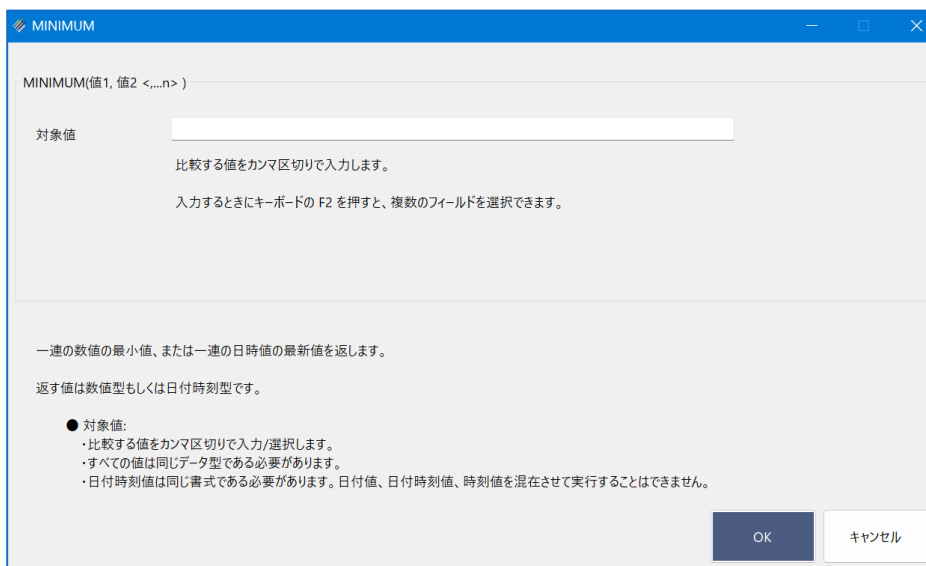 MINIMUM
MINIMUM(値1, 値2 <,...n> )
対象値
比較する値をカンマ区切りで入力します。
入力するときにキーボードの F2 を押すと、複数のフィールドを選択できます。
一連の数値の最小値、または一連の日時値の最新値を返します。
返す値は数値型もしくは日付時刻型です。
● 対象値:
・比較する値をカンマ区切りで入力/選択します。
・すべての値は同じデータ型である必要があります。
・日付時刻値は同じ書式である必要があります。日付値、日付時刻値、時刻値を混在させて実行することはできません。
OK
キャンセル